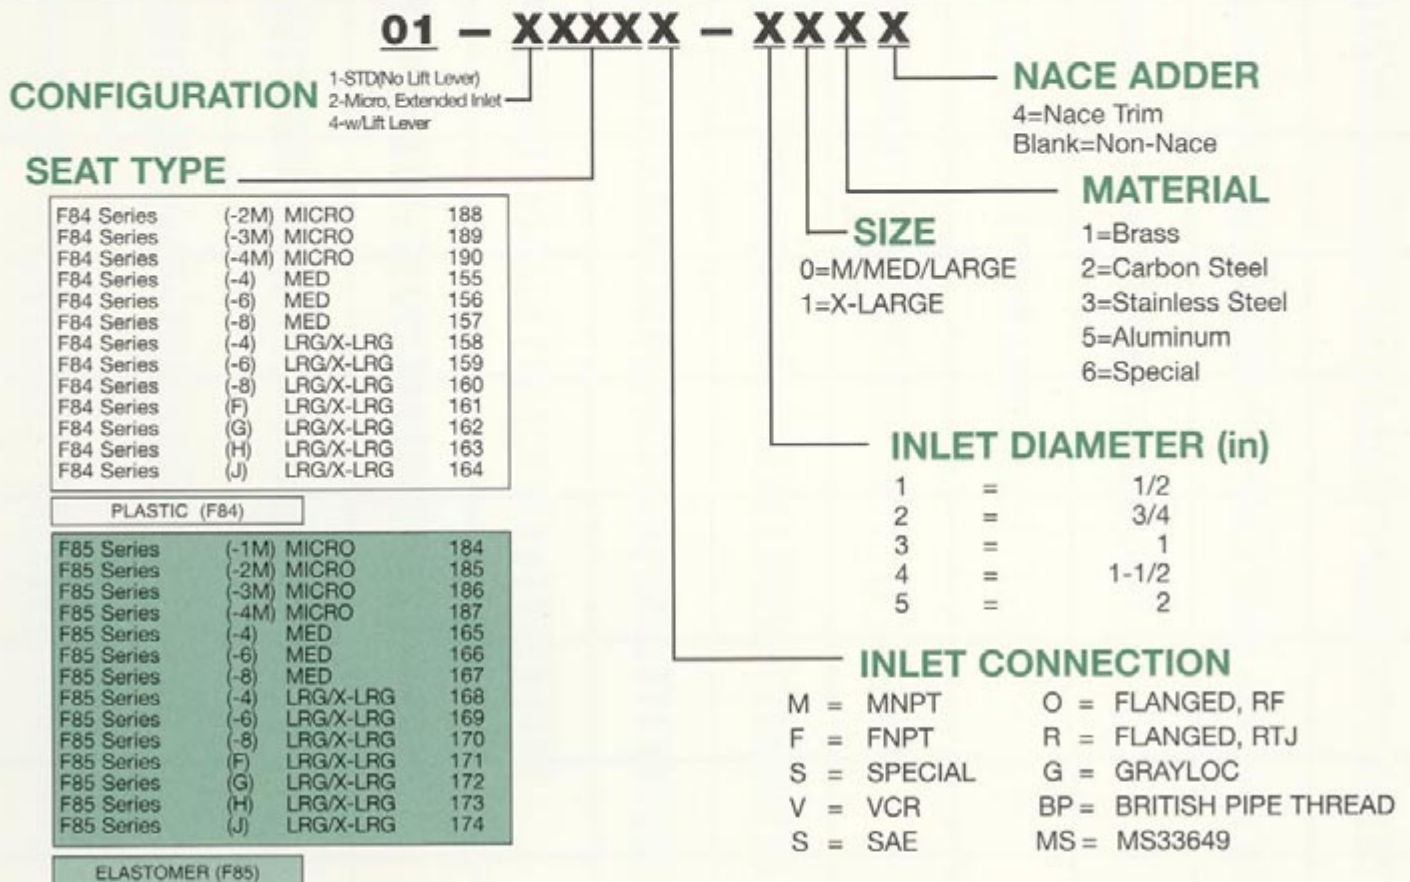 01 – XXXXX – XXXX
CONFIGURATION
1-STD(No Lift Lever)
2-Micro, Extended Inlet
4-w/Lift Lever
NACE ADDER
4=Nace Trim
Blank=Non-Nace
SEAT TYPE
F84 Series (-2M) MICRO 188
F84 Series (-3M) MICRO 189
F84 Series (-4M) MICRO 190
F84 Series (-4) MED 155
F84 Series (-6) MED 156
F84 Series (-8) MED 157
F84 Series (-4) LRG/X-LRG 158
F84 Series (-6) LRG/X-LRG 159
F84 Series (-8) LRG/X-LRG 160
F84 Series (F) LRG/X-LRG 161
F84 Series (G) LRG/X-LRG 162
F84 Series (H) LRG/X-LRG 163
F84 Series (J) LRG/X-LRG 164
PLASTIC (F84)
F85 Series (-1M) MICRO 184
F85 Series (-2M) MICRO 185
F85 Series (-3M) MICRO 186
F85 Series (-4M) MICRO 187
F85 Series (-4) MED 165
F85 Series (-6) MED 166
F85 Series (-8) MED 167
F85 Series (-4) LRG/X-LRG 168
F85 Series (-6) LRG/X-LRG 169
F85 Series (-8) LRG/X-LRG 170
F85 Series (F) LRG/X-LRG 171
F85 Series (G) LRG/X-LRG 172
F85 Series (H) LRG/X-LRG 173
F85 Series (J) LRG/X-LRG 174
ELASTOMER (F85)
MATERIAL
1=Brass
2=Carbon Steel
3=Stainless Steel
5=Aluminum
6=Special
SIZE
0=M/MED/LARGE
1=X-LARGE
INLET DIAMETER (in)
1 = 1/2
2 = 3/4
3 = 1
4 = 1-1/2
5 = 2
INLET CONNECTION
M = MNPT
F = FNPT
S = SPECIAL
V = VCR
S = SAE
O = FLANGED, RF
R = FLANGED, RTJ
G = GRAYLOC
BP = BRITISH PIPE THREAD
MS = MS33649